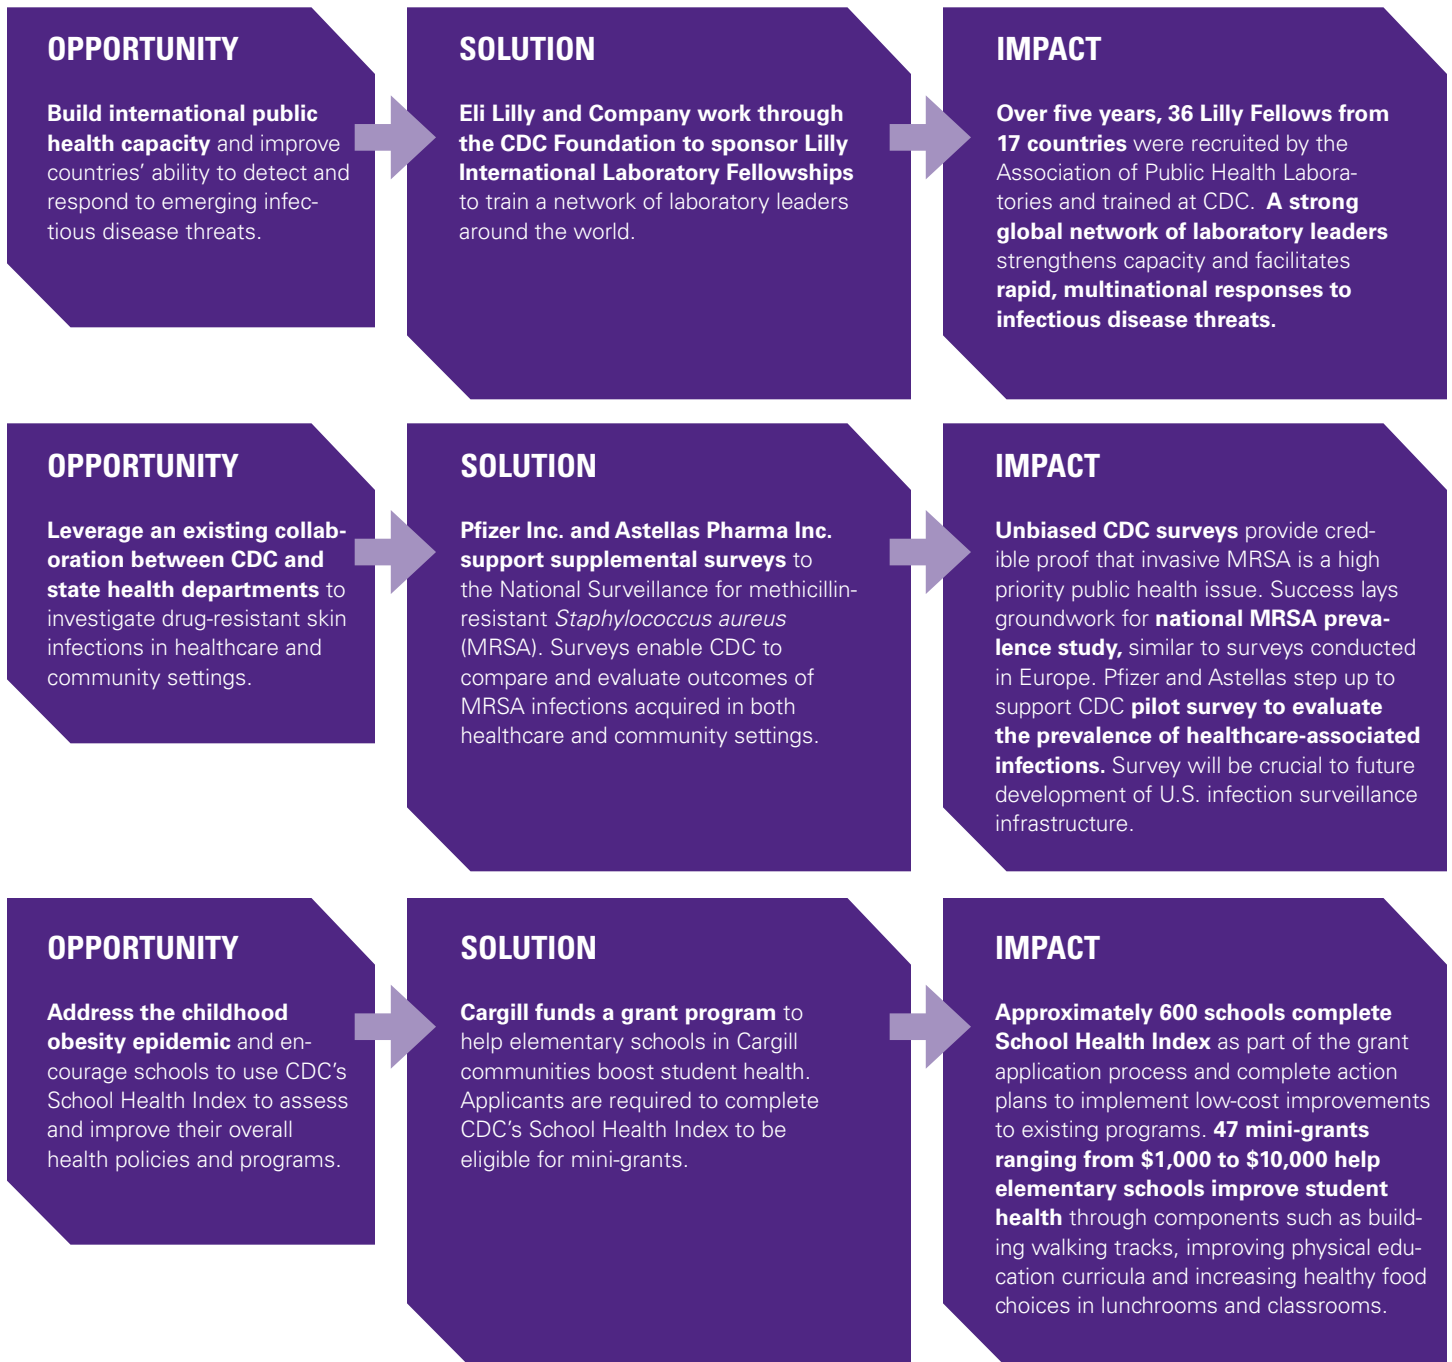 OPPORTUNITY
Build international public
health capacity and improve
countries’ ability to detect and
respond to emerging infec-
tious disease threats.
SOLUTION
Eli Lilly and Company work through
the CDC Foundation to sponsor Lilly
International Laboratory Fellowships
to train a network of laboratory leaders
around the world.
IMPACT
Over five years, 36 Lilly Fellows from
17 countries were recruited by the
Association of Public Health Labora-
tories and trained at CDC. A strong
global network of laboratory leaders
strengthens capacity and facilitates
rapid, multinational responses to
infectious disease threats.
OPPORTUNITY
Leverage an existing collab-
oration between CDC and
state health departments to
investigate drug-resistant skin
infections in healthcare and
community settings.
SOLUTION
Pfizer Inc. and Astellas Pharma Inc.
support supplemental surveys to
the National Surveillance for methicillin-
resistant Staphylococcus aureus
(MRSA). Surveys enable CDC to
compare and evaluate outcomes of
MRSA infections acquired in both
healthcare and community settings.
IMPACT
Unbiased CDC surveys provide cred-
ible proof that invasive MRSA is a high
priority public health issue. Success lays
groundwork for national MRSA preva-
lence study, similar to surveys conducted
in Europe. Pfizer and Astellas step up to
support CDC pilot survey to evaluate
the prevalence of healthcare-associated
infections. Survey will be crucial to future
development of U.S. infection surveillance
infrastructure.
OPPORTUNITY
Address the childhood
obesity epidemic and en-
courage schools to use CDC’s
School Health Index to assess
and improve their overall
health policies and programs.
SOLUTION
Cargill funds a grant program to
help elementary schools in Cargill
communities boost student health.
Applicants are required to complete
CDC’s School Health Index to be
eligible for mini-grants.
IMPACT
Approximately 600 schools complete
School Health Index as part of the grant
application process and complete action
plans to implement low-cost improvements
to existing programs. 47 mini-grants
ranging from $1,000 to $10,000 help
elementary schools improve student
health through components such as build-
ing walking tracks, improving physical edu-
cation curricula and increasing healthy food
choices in lunchrooms and classrooms.